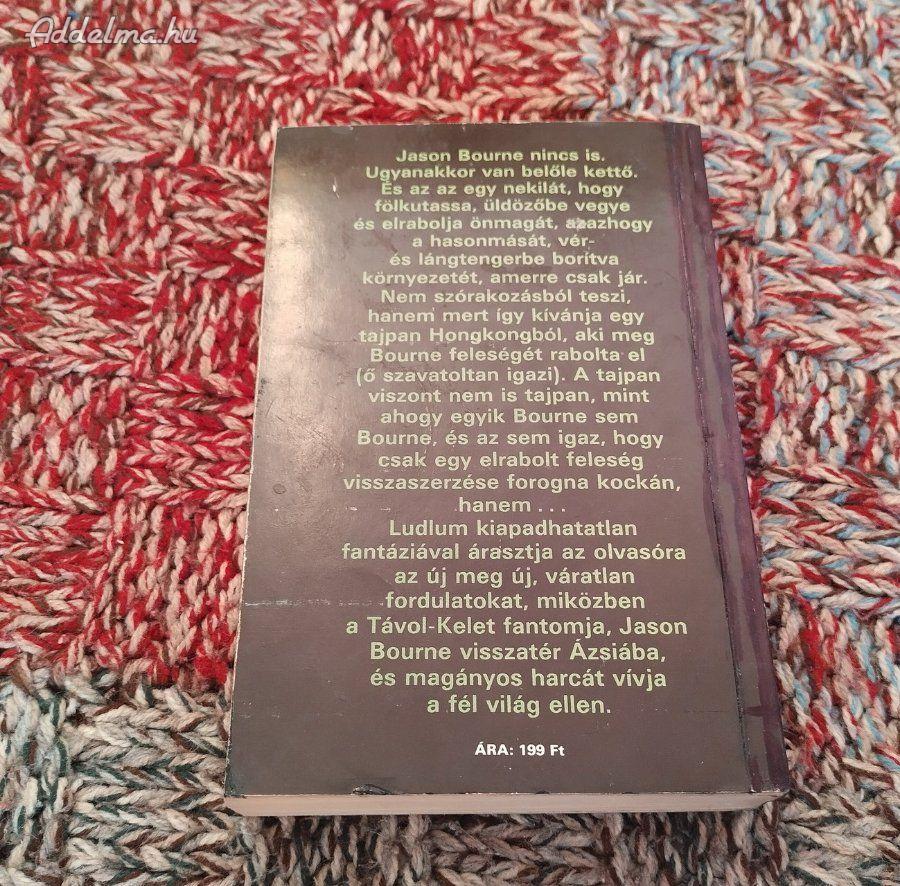 Addelma.hu
Jason Bourne nincs is.
Ugyanakkor van belőle kettő.
És az az egy nekilát, hogy
fölkutassa, üldözőbe vegye
és elrabolja önmagát, azazhogy
a hasonmását, vér-
és lángtengerbe borítva
környezetét, amerre csak jár.
Nem szórakozásból teszi,
hanem mert így kívánja egy
tajpan Hongkongból, aki meg
Bourne feleségét rabolta el
(ő szavatoltan igazi). A tajpan
viszont nem is tajpan, mint
ahogy egyik Bourne sem
Bourne, és az sem igaz, hogy
csak egy elrabolt feleség
visszaszerzése forogna kockán,
hanem . . .
Ludlum kiapadhatatlan
fantáziával árasztja az olvasóra
az új meg új, váratlan
fordulatokat, miközben
a Távol-Kelet fantomja, Jason
Bourne visszatér Ázsiába,
és magányos harcát vívja
a fél világ ellen.
ÁRA: 199 Ft